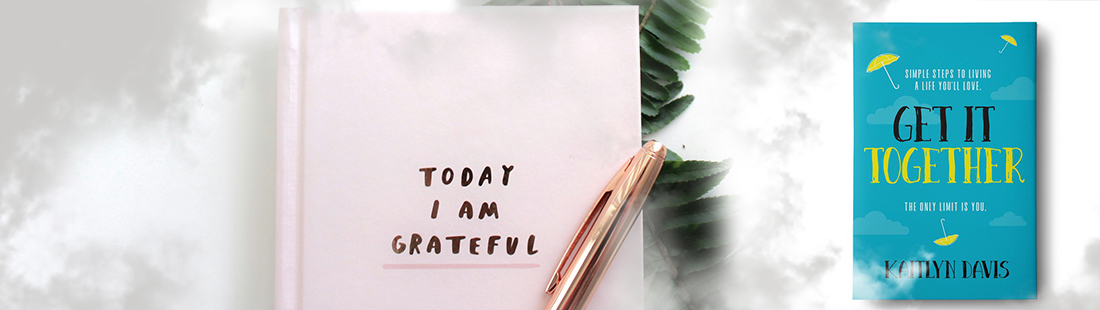 TODAY
I AM
GRATEFUL
SIMPLE STEPS TO LIVING
A LIFE YOU'LL LOVE.
GET IT
TOGETHER
THE ONLY LIMIT IS YOU.
KAITLYN DAVIS